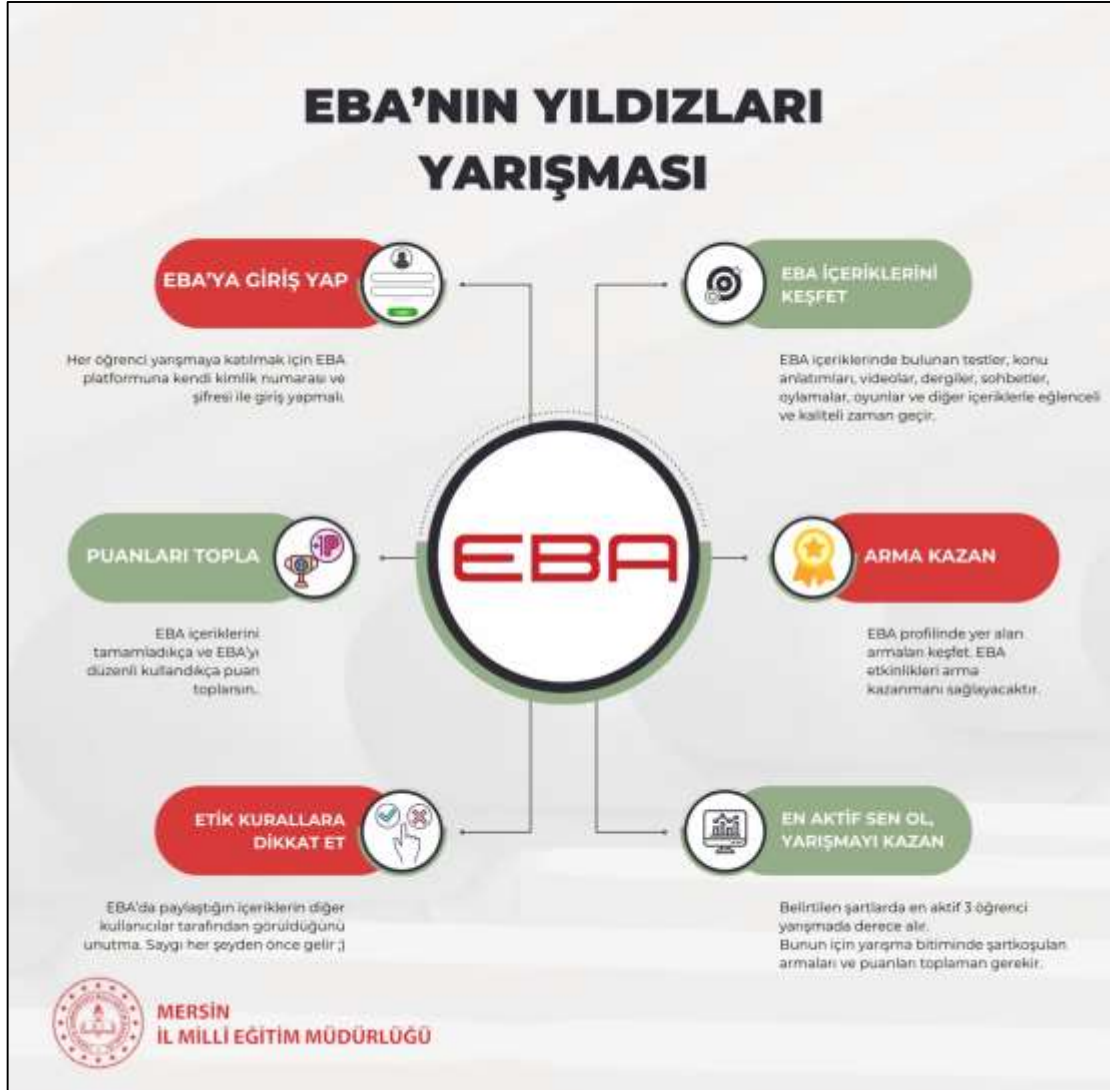 EBA'NIN YILDIZLARI
YARIŞMASI
EBA'YA GİRİŞ YAP
Her öğrenci yarışmaya katılmak için EBA
platformuna kendi kimlik numarası ve
şifresi ile giriş yapmalı.
EBA İÇERİKLERİNİ
KEŞFET
EBA içeriklerinde bulunan testler, konu
anlatımları, videolar, dergiler, sohbetler,
oylamalar, oyunlar ve diğer içeriklerle eğlenceli
ve kaliteli zaman geçir.
EBA
PUANLARI TOPLA
EBA içeriklerini
tamamladıkça ve EBA'yı
düzenli kullandıkça puan
toplarsın.
ARMA KAZAN
EBA profilinde yer alan
armaları keşfet. EBA
etkinlikleri arma
kazanmanı sağlayacaktır.
ETİK KURALLARA
DİKKAT ET
EBA'da paylaştığın içeriklerin diğer
kullanıcılar tarafından görüldüğünü
unutma. Saygı her şeyden önce gelir ;)
EN AKTİF SEN OL,
YARIŞMAYI KAZAN
Belirtilen şartlarda en aktif 3 öğrenci
yarışmada derece alır.
Bunun için yarışma bitiminde şartkoşulan
armaları ve puanları toplaman gerekir.
MERSİN
İL MİLLİ EĞİTİM MÜDÜRLÜĞÜ